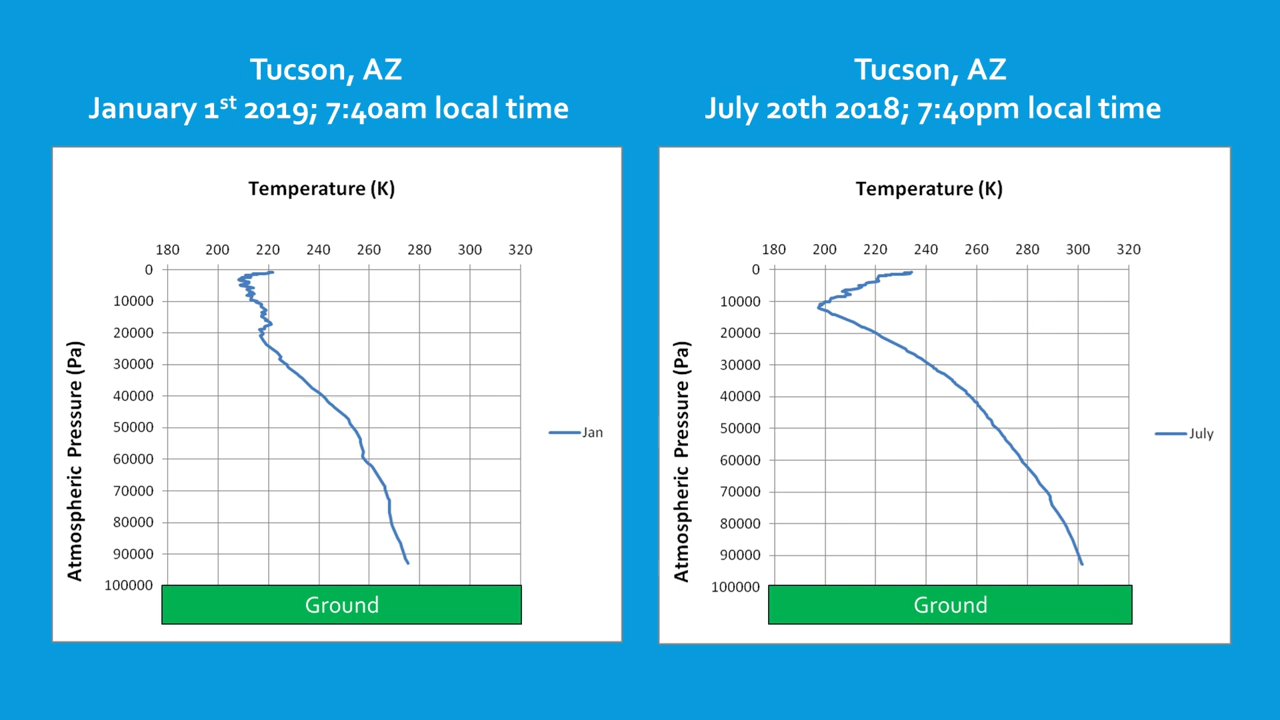 Tucson, AZ
January 1st 2019; 7:40am local time
Temperature (K)
180 200 220 240 260 280 300 320
0
10000
20000
30000
40000
50000
60000
70000
80000
90000
100000
Atmospheric Pressure (Pa)
Jan
Ground
Tucson, AZ
July 20th 2018; 7:40pm local time
Temperature (K)
180 200 220 240 260 280 300 320
0
10000
20000
30000
40000
50000
60000
70000
80000
90000
100000
Atmospheric Pressure (Pa)
July
Ground